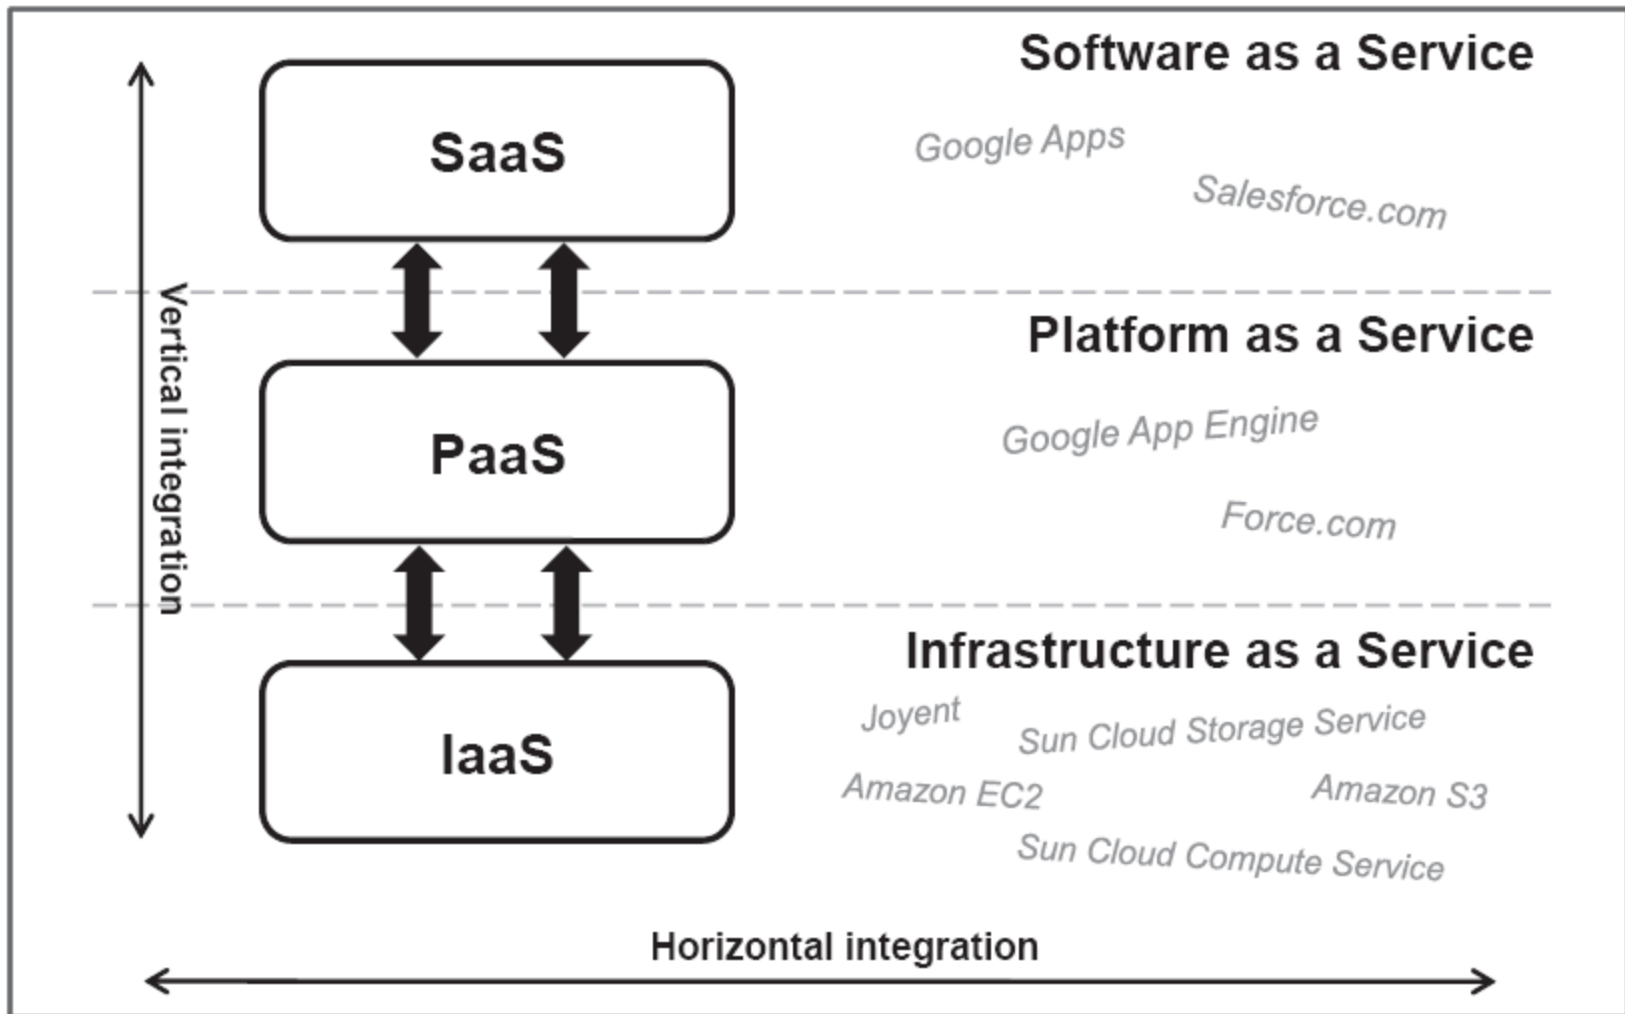 Software as a Service
SaaS
Google Apps
Salesforce.com
Vertical integration
Platform as a Service
PaaS
Google App Engine
Force.com
Infrastructure as a Service
IaaS
Joyent
Sun Cloud Storage Service
Amazon EC2
Amazon S3
Sun Cloud Compute Service
Horizontal integration